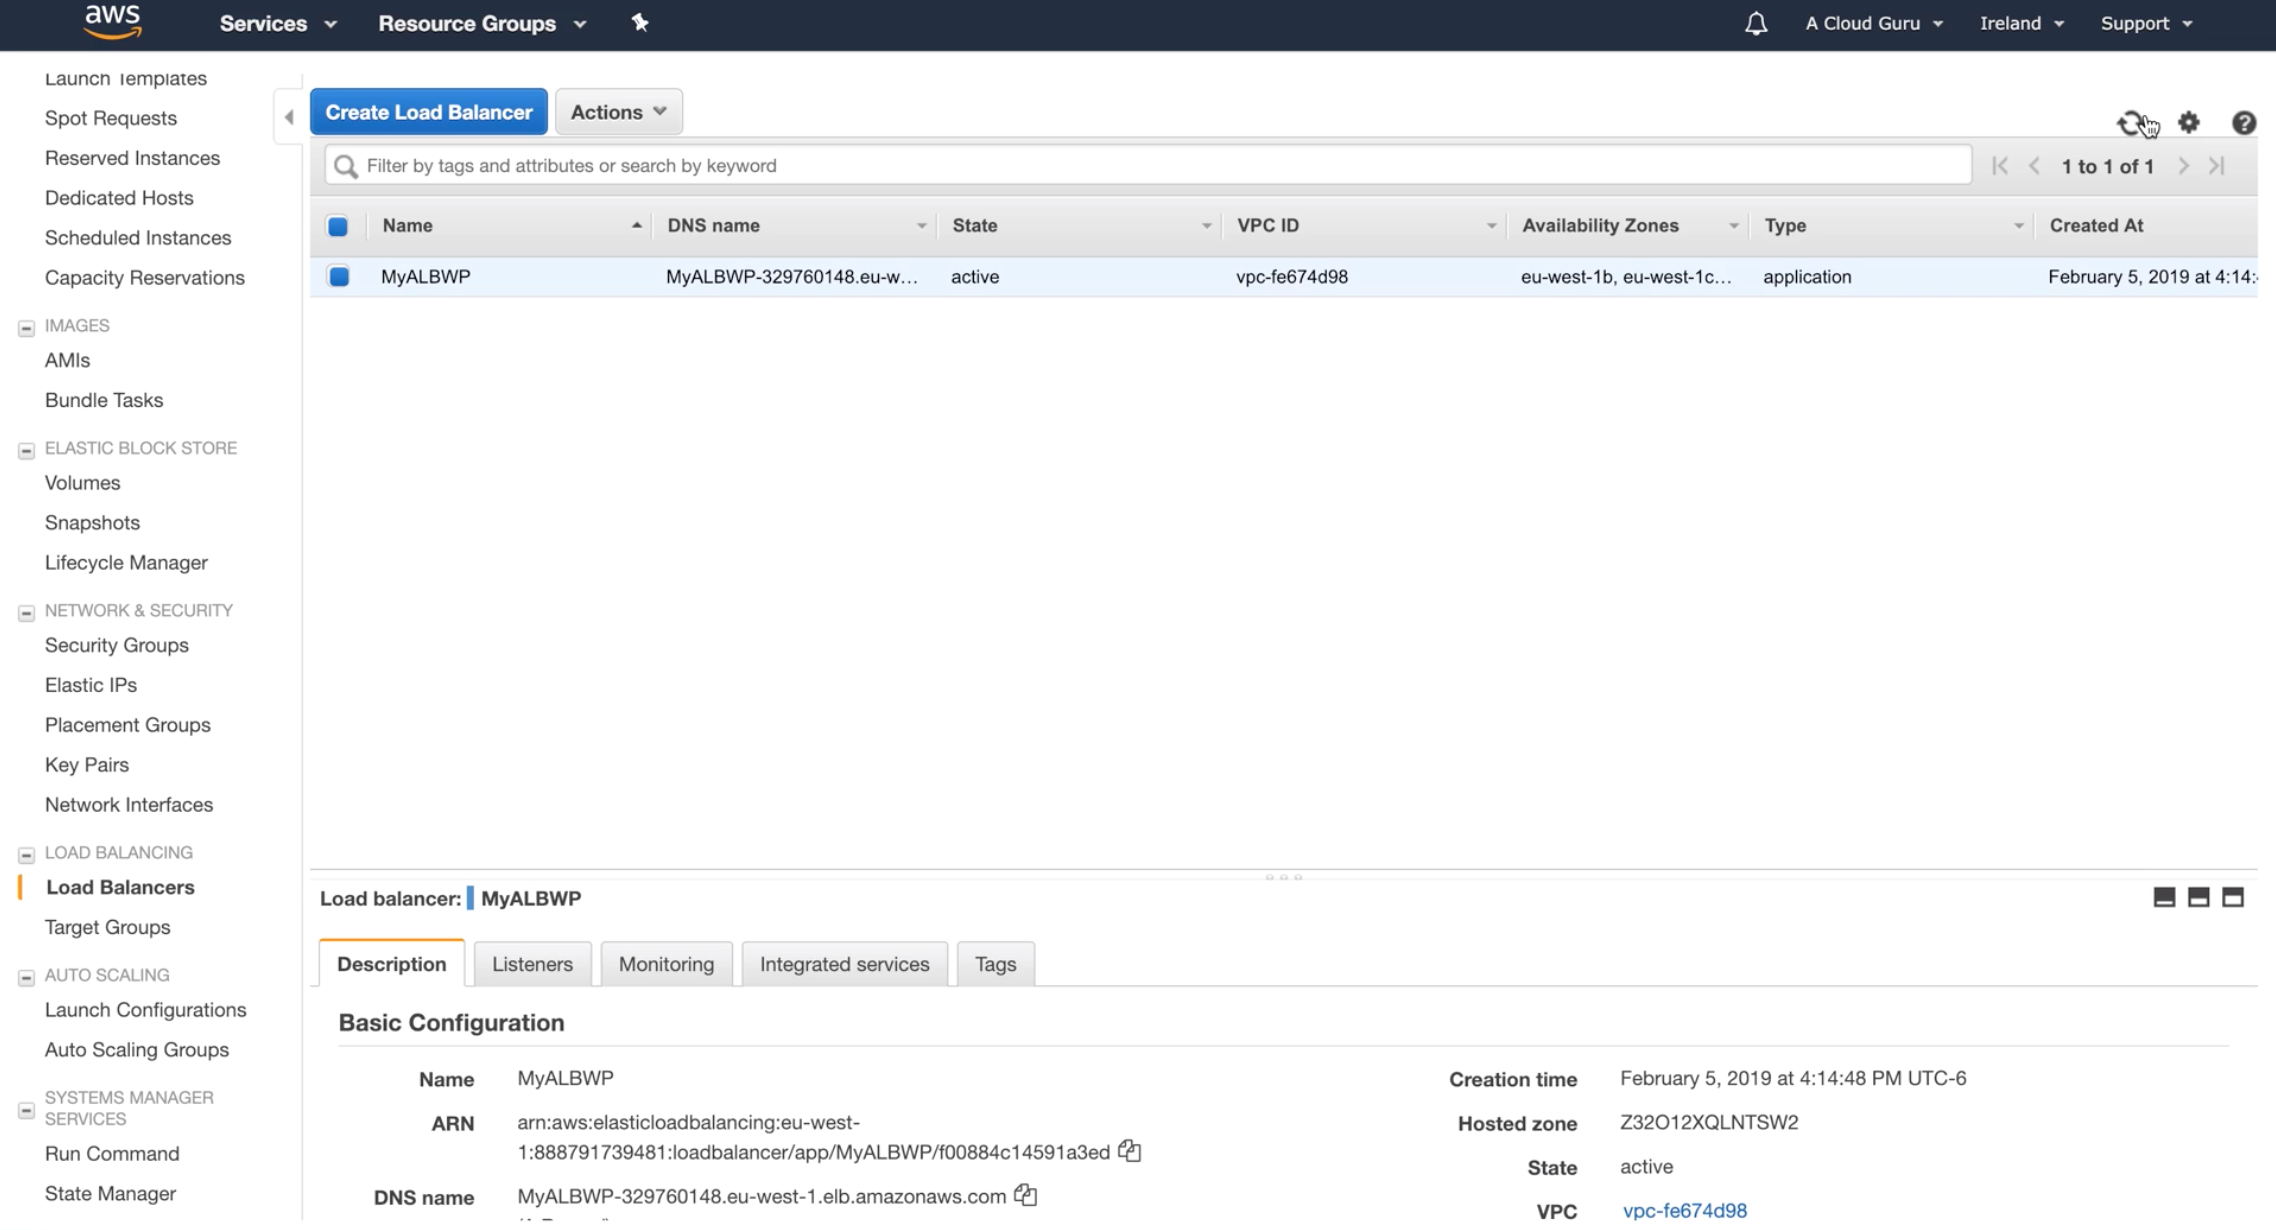 aws
Services
Resource Groups
A Cloud Guru
Ireland
Support
Launch Templates
Spot Requests
Reserved Instances
Dedicated Hosts
Scheduled Instances
Capacity Reservations
IMAGES
AMIs
Bundle Tasks
ELASTIC BLOCK STORE
Volumes
Snapshots
Lifecycle Manager
NETWORK & SECURITY
Security Groups
Elastic IPs
Placement Groups
Key Pairs
Network Interfaces
LOAD BALANCING
Load Balancers
Target Groups
AUTO SCALING
Launch Configurations
Auto Scaling Groups
SYSTEMS MANAGER
SERVICES
Run Command
State Manager
Create Load Balancer
Actions
Filter by tags and attributes or search by keyword
1 to 1 of 1
Name DNS name State VPC ID Availability Zones Type Created At
MyALBWP MyALBWP-329760148.eu-w... active vpc-fe674d98 eu-west-1b, eu-west-1c... application February 5, 2019 at 4:14:
Load balancer: MyALBWP
Description
Listeners
Monitoring
Integrated services
Tags
Basic Configuration
Name MyALBWP
ARN arn:aws:elasticloadbalancing:eu-west-
1:888791739481:loadbalancer/app/MyALBWP/f00884c14591a3ed
DNS name MyALBWP-329760148.eu-west-1.elb.amazonaws.com
Creation time February 5, 2019 at 4:14:48 PM UTC-6
Hosted zone Z32O12XQLNTSW2
State active
VPC vpc-fe674d98